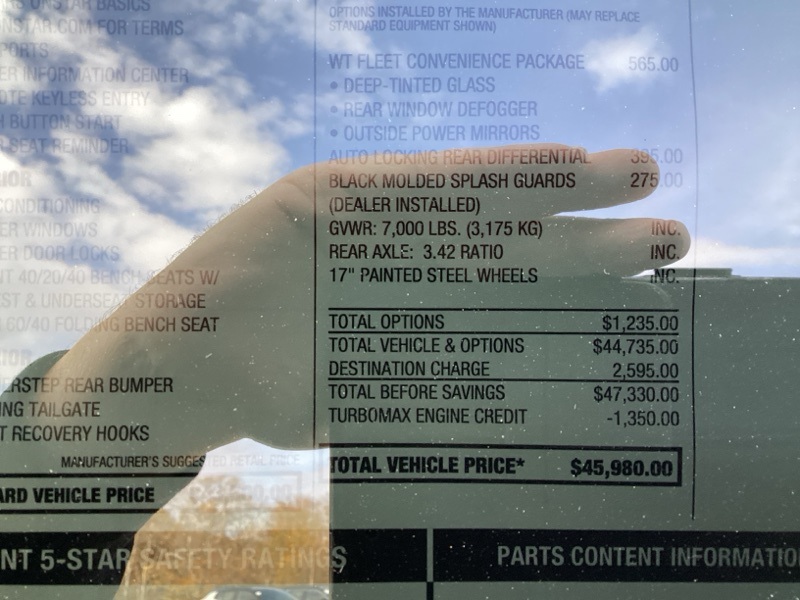 ONSTAR BASICS
NSTAR.COM FOR TERMS
PORTS
ER INFORMATION CENTER
OTE KEYLESS ENTRY
H BUTTON START
R SEAT REMINDER
IOR
CONDITIONING
ER WINDOWS
ER DOOR LOCKS
NT 40/20/40 BENCH SEATS W/
EST & UNDERSEAT STORAGE
60/40 FOLDING BENCH SEAT
IOR
ERSTEP REAR BUMPER
ING TAILGATE
T RECOVERY HOOKS
MANUFACTURER'S SUGGESTED RETAIL PRICE
ARD VEHICLE PRICE
OPTIONS INSTALLED BY THE MANUFACTURER (MAY REPLACE
STANDARD EQUIPMENT SHOWN)
WT FLEET CONVENIENCE PACKAGE 565.00
• DEEP-TINTED GLASS
• REAR WINDOW DEFOGGER
• OUTSIDE POWER MIRRORS
AUTO LOCKING REAR DIFFERENTIAL 395.00
BLACK MOLDED SPLASH GUARDS 275.00
(DEALER INSTALLED)
GVWR: 7,000 LBS. (3,175 KG) INC.
REAR AXLE: 3.42 RATIO INC.
17" PAINTED STEEL WHEELS INC.
TOTAL OPTIONS $1,235.00
TOTAL VEHICLE & OPTIONS $44,735.00
DESTINATION CHARGE 2,595.00
TOTAL BEFORE SAVINGS $47,330.00
TURBOMAX ENGINE CREDIT -1,350.00
TOTAL VEHICLE PRICE* $45,980.00
NT 5-STAR SAFETY RATINGS
PARTS CONTENT INFORMATIO